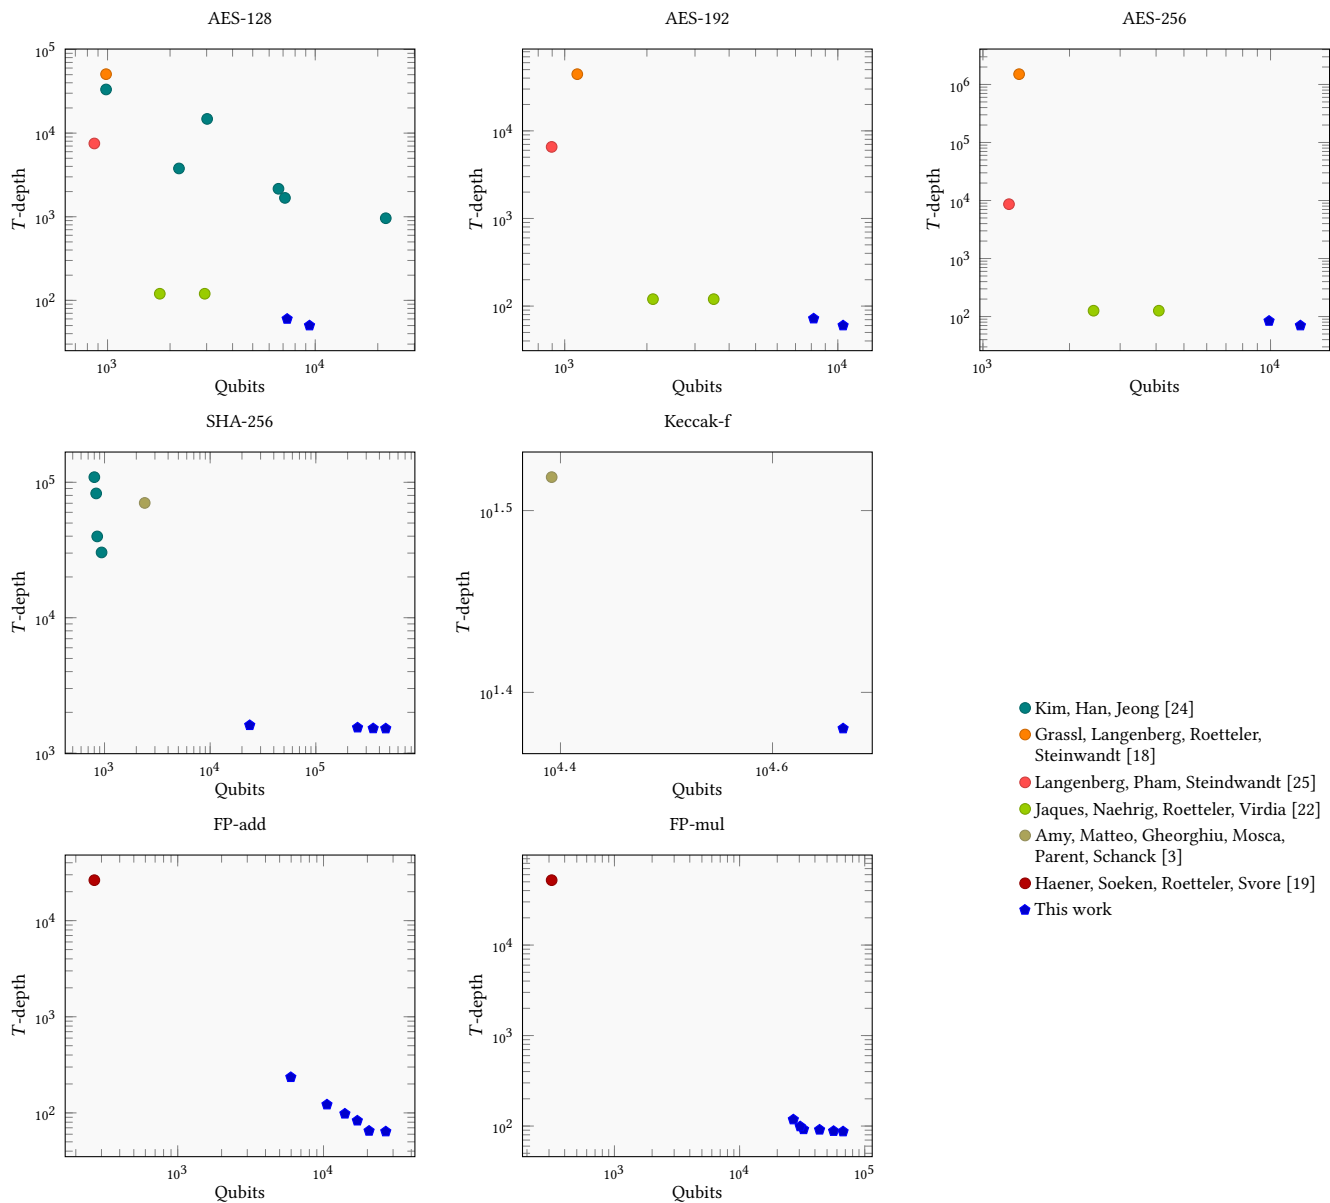 AES-128
AES-192
AES-256
10^5
10^4
10^3
10^2
T-depth
10^3
10^4
Qubits
10^4
10^3
10^2
T-depth
10^3
10^4
Qubits
10^6
10^5
10^4
10^3
10^2
T-depth
10^3
10^4
Qubits
SHA-256
Keccak-f
10^5
10^4
10^3
T-depth
10^3
10^4
10^5
Qubits
10^1.5
10^1.4
T-depth
10^4.4
10^4.6
Qubits
Kim, Han, Jeong [24]
Grassl, Langenberg, Roetteler,
Steinwandt [18]
Langenberg, Pham, Steindwandt [25]
Jaques, Naehrig, Roetteler, Virdia [22]
Amy, Matteo, Gheorghiu, Mosca,
Parent, Schanck [3]
Haener, Soeken, Roetteler, Svore [19]
This work
FP-add
FP-mul
10^4
10^3
10^2
T-depth
10^3
10^4
Qubits
10^4
10^3
10^2
T-depth
10^3
10^4
10^5
Qubits